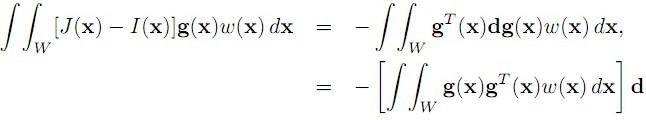 ∫∫_W [J(𝐱) − I(𝐱)]𝐠(𝐱)w(𝐱) d𝐱 = −∫∫_W 𝐠^T(𝐱)𝐝𝐠(𝐱)w(𝐱) d𝐱,
= −[∫∫_W 𝐠(𝐱)𝐠^T(𝐱)w(𝐱) d𝐱] 𝐝